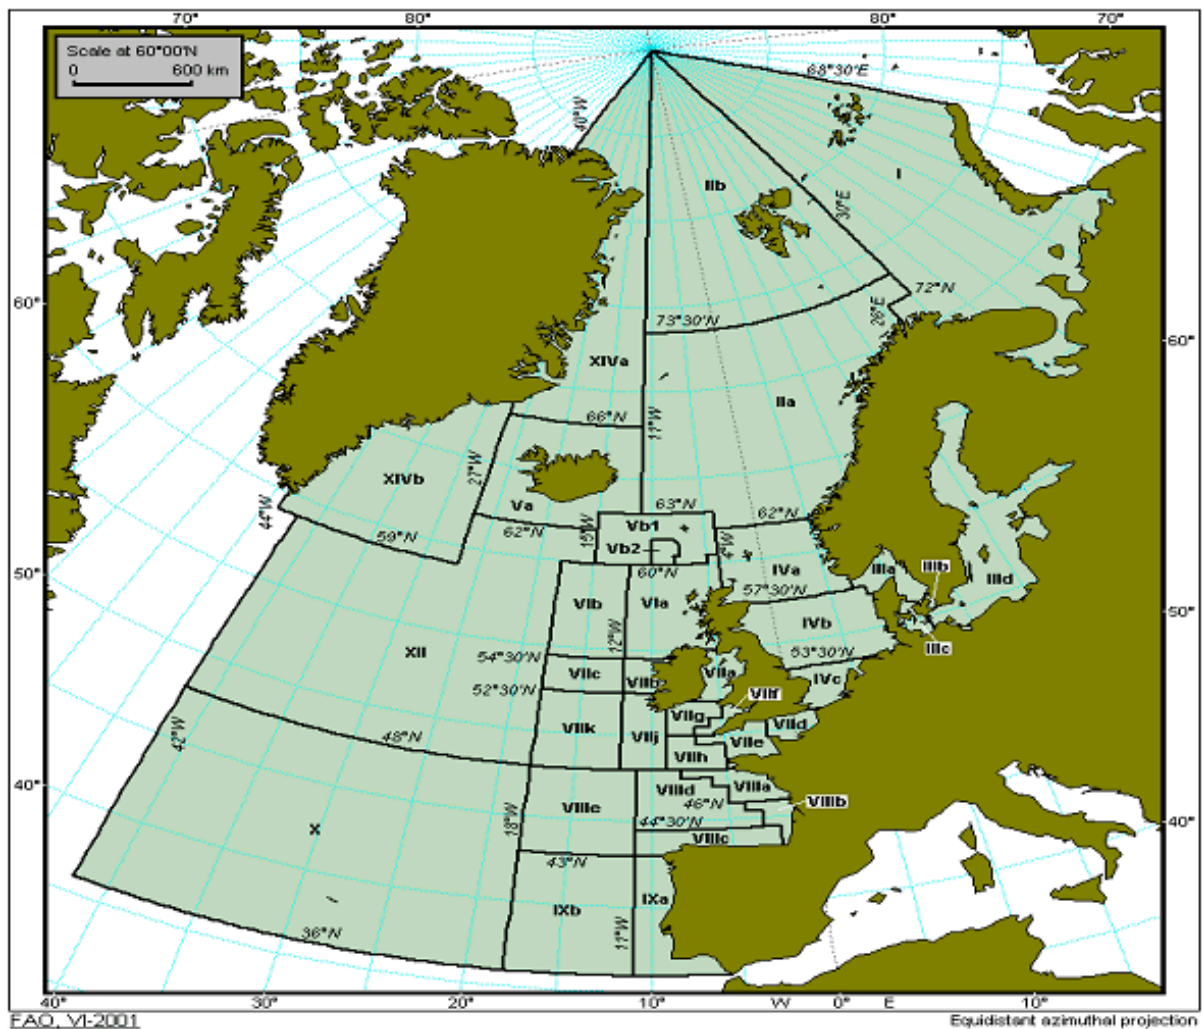 70° 80° 80° 70°
Scale at 60°00'N
0 600 km
68°30'E
40°W
I
IIb
30°E
60°
72°N
26°E
73°30'N
60°
XIVa
IIa
66°N
11°W
27°W
XIVb
44°W
Va
63°N
62°N
Vb1
59°N
62°N
15°W
4°W
Vb2
IVa
IIIa
IIIb
IIId
50°
60°N
57°30'N
VIb
VIa
50°
IVb
12°W
XII
54°30'N
53°30'N
IIIc
VIIc
VIIb
VIIa
IVc
52°30'N
VIIf
VIIg
VIId
42°W
48°N
VIIk
VIIj
VIIe
VIIh
40°
VIIId
VIIIa
VIIIe
46°N
VIIIb
18°W
44°30'N
40°
X
VIIIc
43°N
IXa
IXb
36°N
11°W
40° 30° 20° 10° W 0° E 10°
FAO, VI-2001
Equidistant azimuthal projection